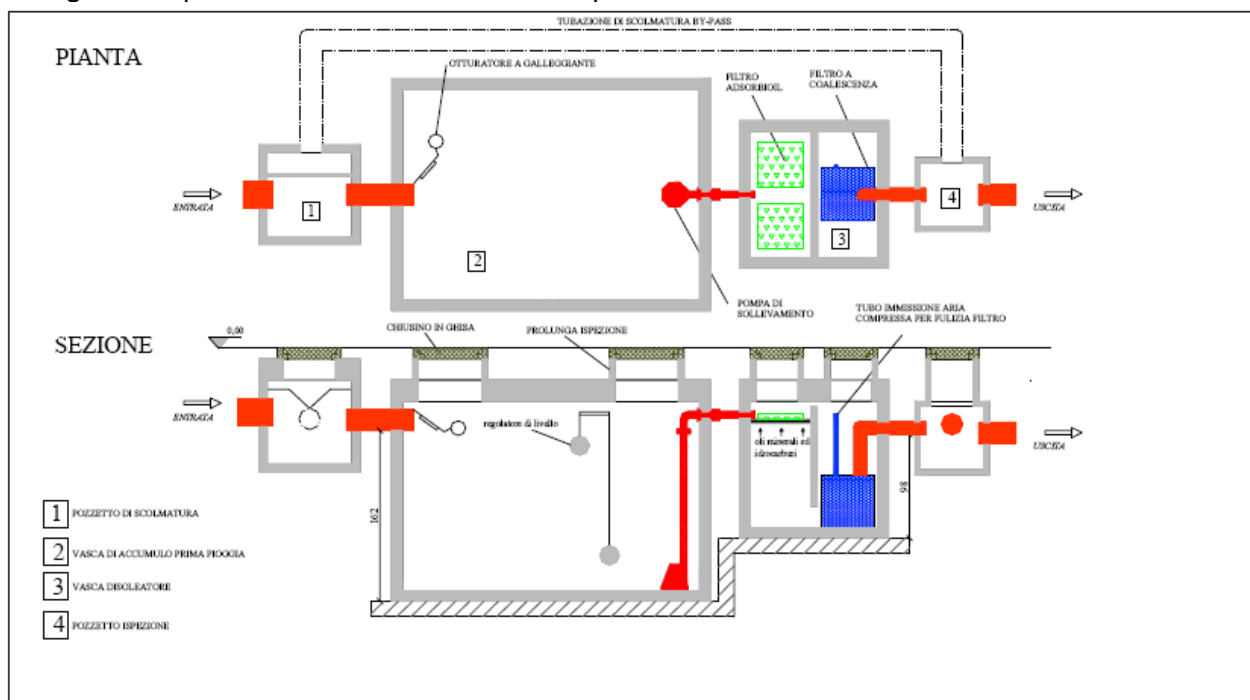 TUBAZIONE DI SCOLMATURA BY-PASS
PIANTA
OTTURATORE A GALLEGGIANTE
FILTRO
ADSORBIOIL
FILTRO A
COALESCENZA
ENTRATA
1
2
3
4
USCITA
POMPA DI
SOLLEVAMENTO
TUBO IMMISSIONE ARIA
COMPRESSA PER PULIZIA FILTRO
SEZIONE
0,00
CHIUSINO IN GHISA
PROLUNGA ISPEZIONE
ENTRATA
regolatore di livello
oli minerali ed
idrocarburi
USCITA
162
98
1 POZZETTO DI SCOLMATURA
2 VASCA DI ACCUMULO PRIMA PIOGGIA
3 VASCA DISOLEATORE
4 POZZETTO ISPEZIONE